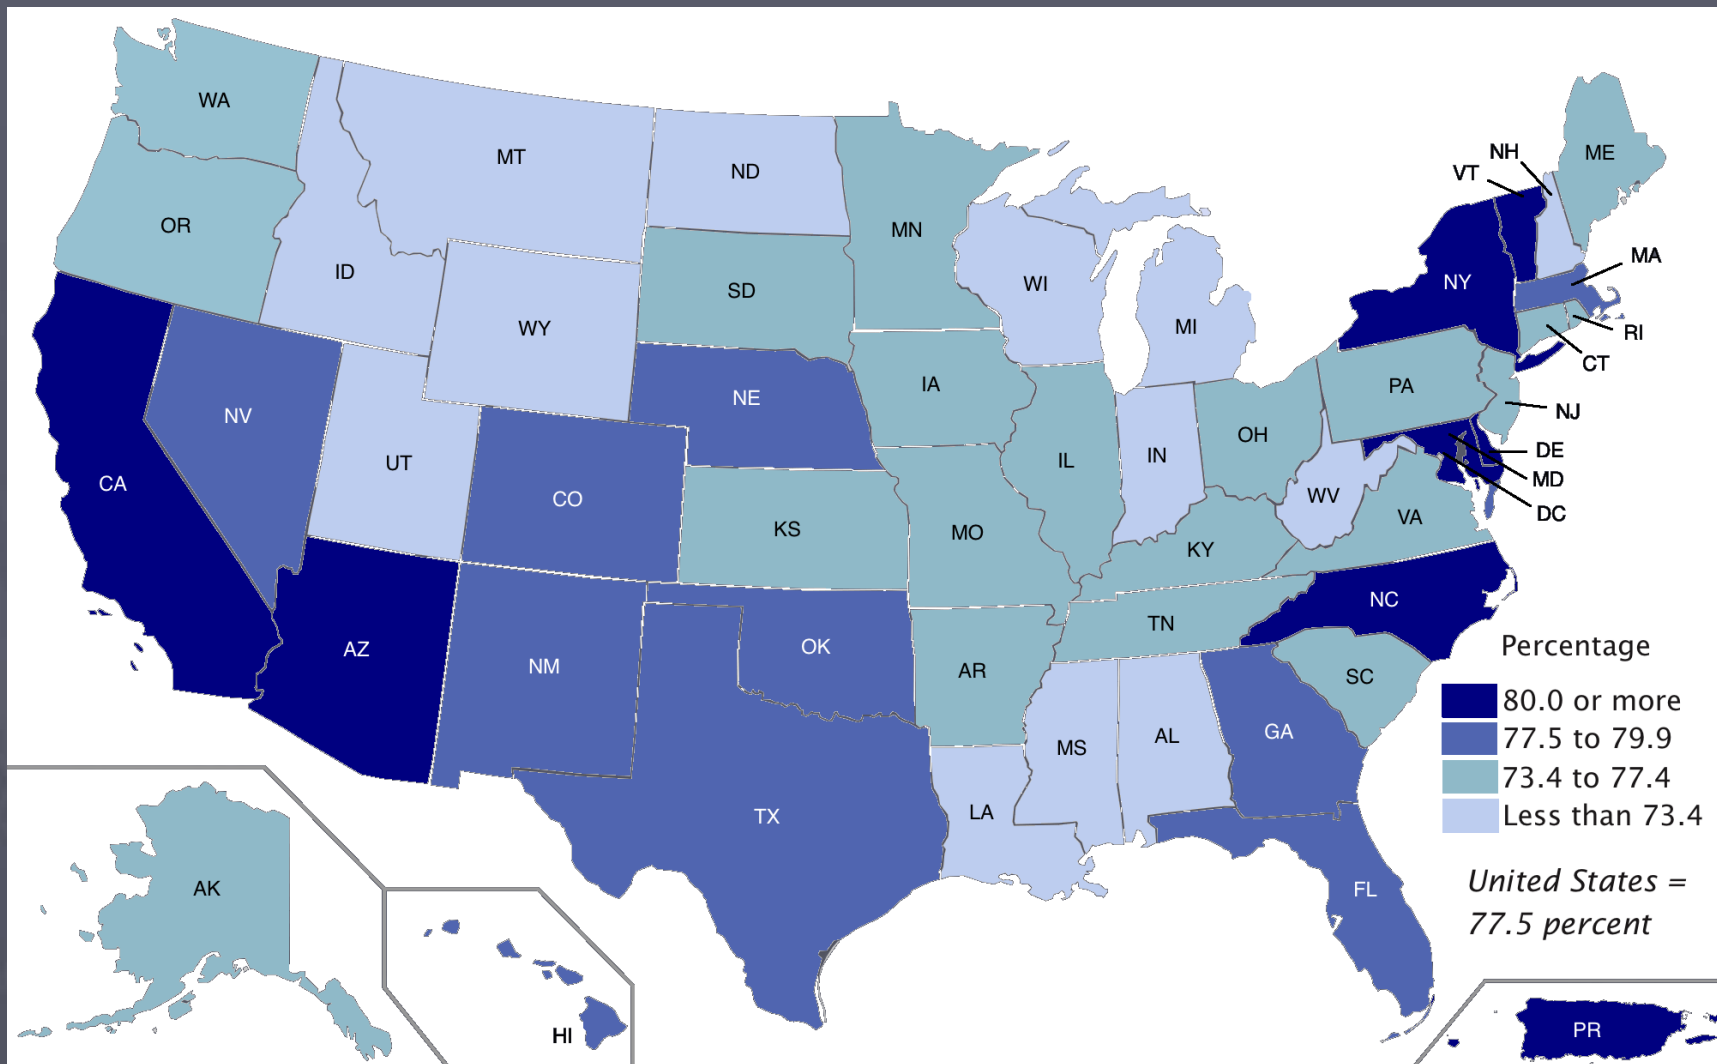 WA
MT
ND
MN
NH
VT
ME
OR
ID
SD
WI
MI
NY
MA
RI
CT
WY
NE
IA
PA
NJ
NV
UT
CO
IL
IN
OH
DE
MD
DC
CA
KS
MO
WV
VA
KY
AZ
NM
OK
AR
TN
NC
SC
MS
AL
GA
TX
LA
FL
AK
HI
PR
Percentage
80.0 or more
77.5 to 79.9
73.4 to 77.4
Less than 73.4
United States =
77.5 percent